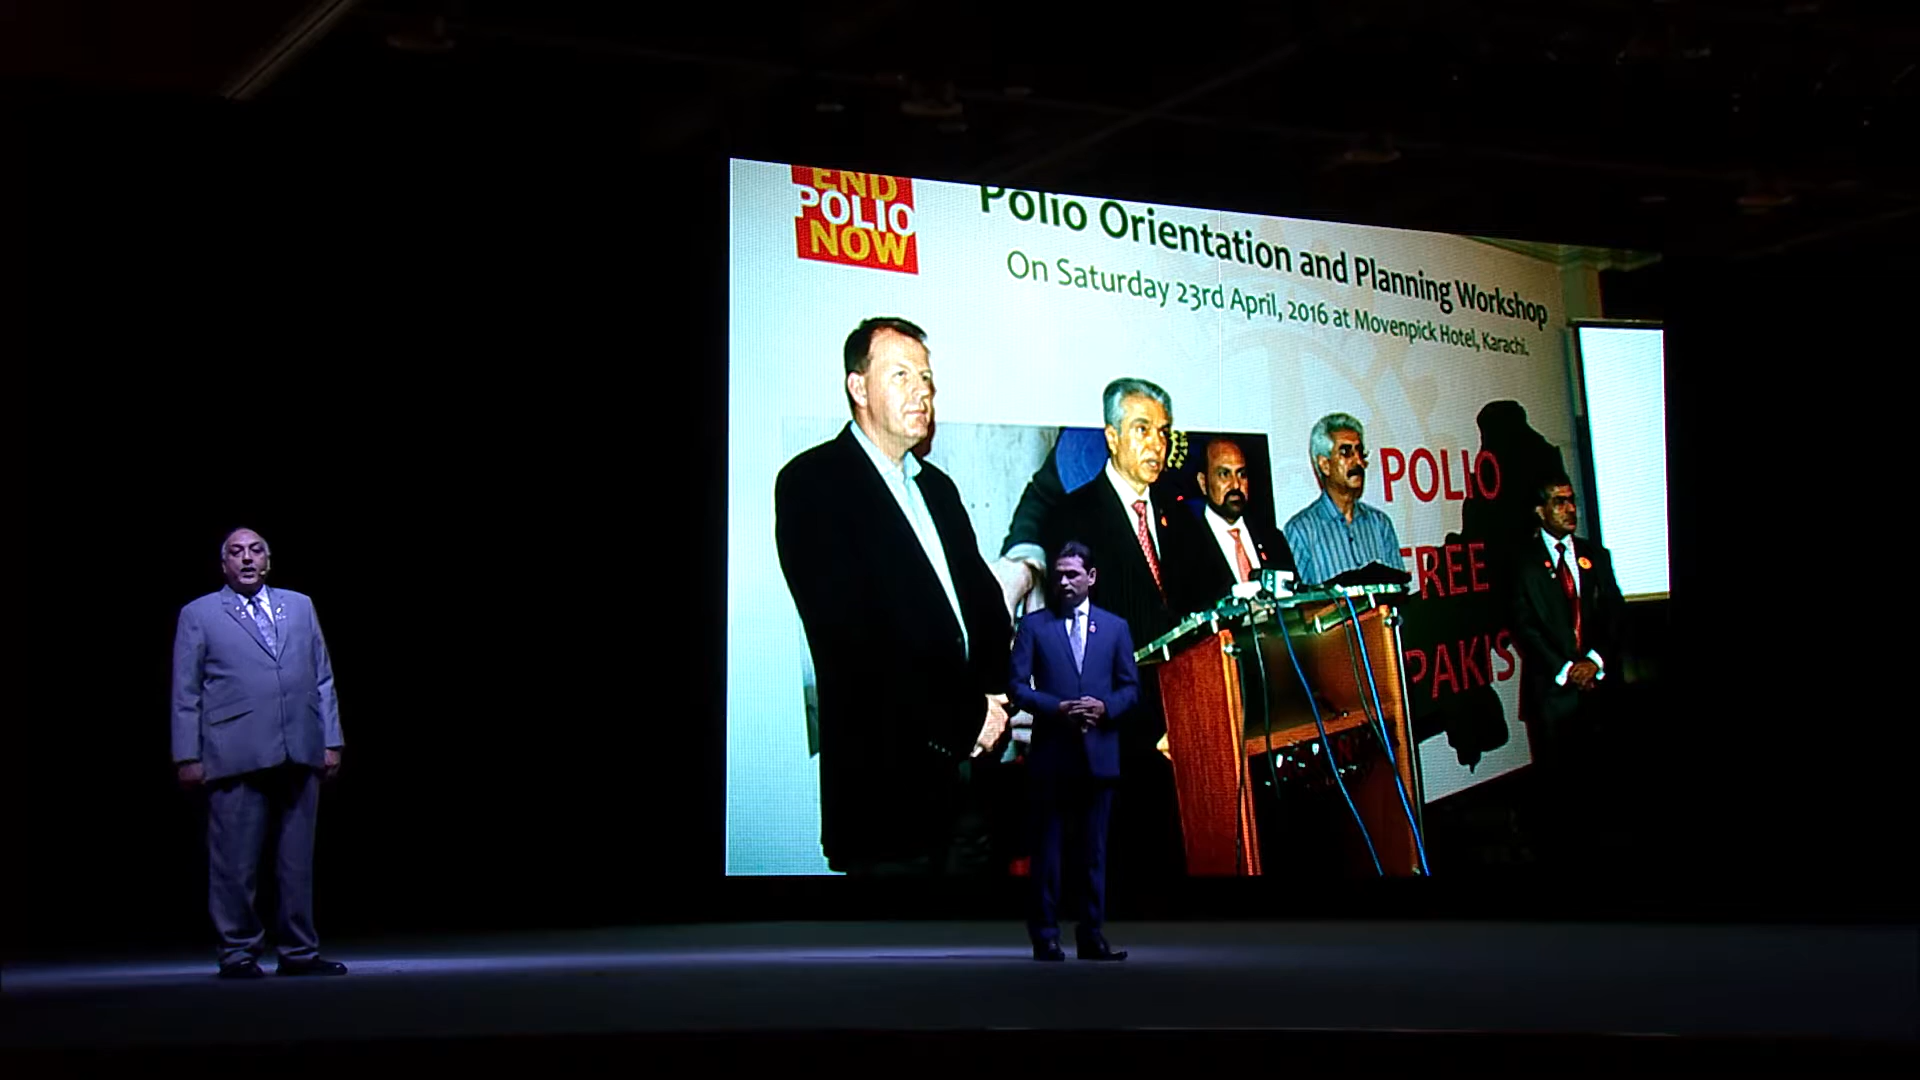 END
POLIO
NOW
Polio Orientation and Planning Workshop
On Saturday 23rd April, 2016 at Movenpick Hotel, Karachi.
POLIO
FREE
PAKIS